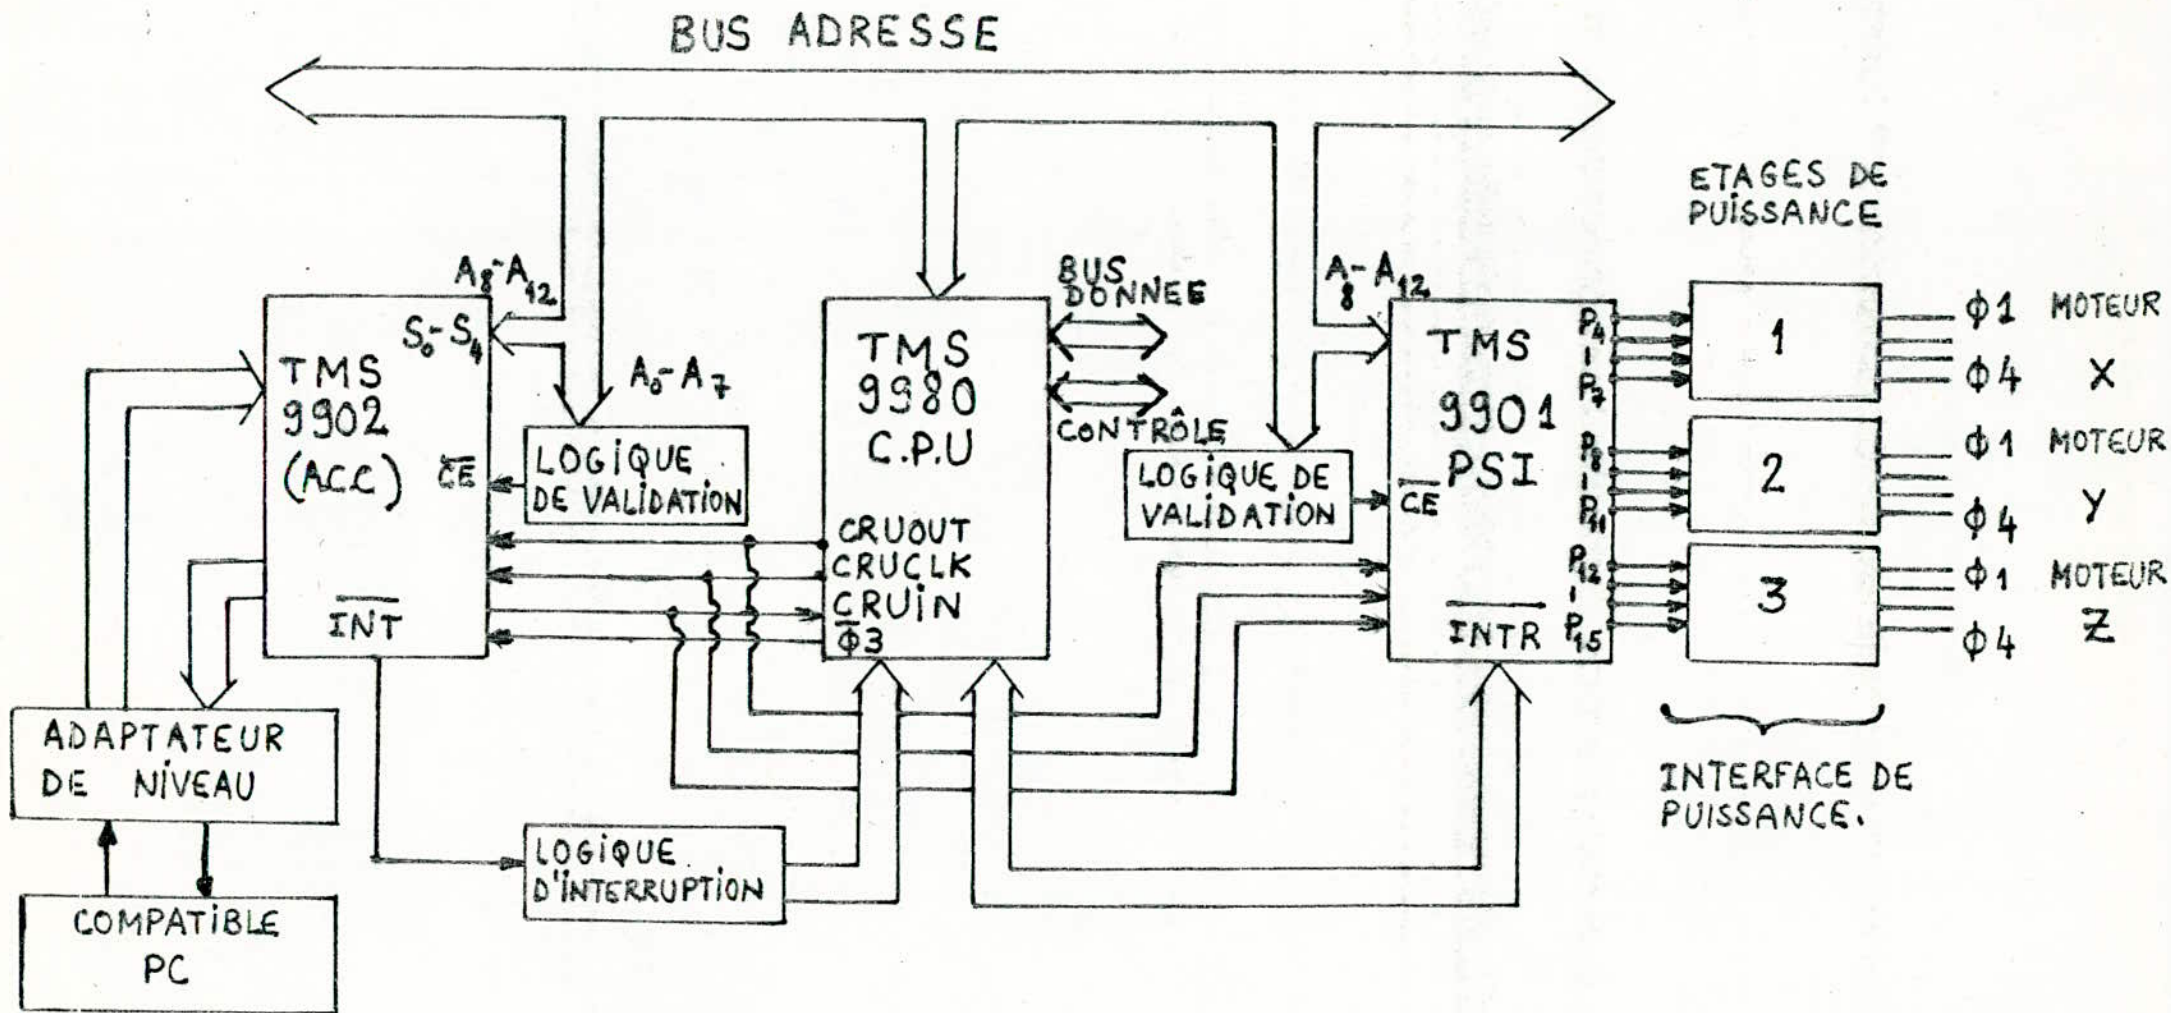 BUS ADRESSE
ETAGES DE
PUISSANCE
A8-A12
S0-S4
TMS
9902
(ACC)
CE
INT
A0-A7
LOGIQUE
DE VALIDATION
TMS
9980
C.P.U
CRUOUT
CRUCLK
CRUIN
Φ3
BUS
DONNEE
CONTRÔLE
LOGIQUE DE
VALIDATION
A8-A12
TMS
9901
PSI
CE
INTR
P4
-
P7
P8
-
P11
P12
-
P15
1
2
3
Φ1 MOTEUR
Φ4 X
Φ1 MOTEUR
Φ4 Y
Φ1 MOTEUR
Φ4 Z
INTERFACE DE
PUISSANCE.
ADAPTATEUR
DE NIVEAU
COMPATIBLE
PC
LOGIQUE
D'INTERRUPTION